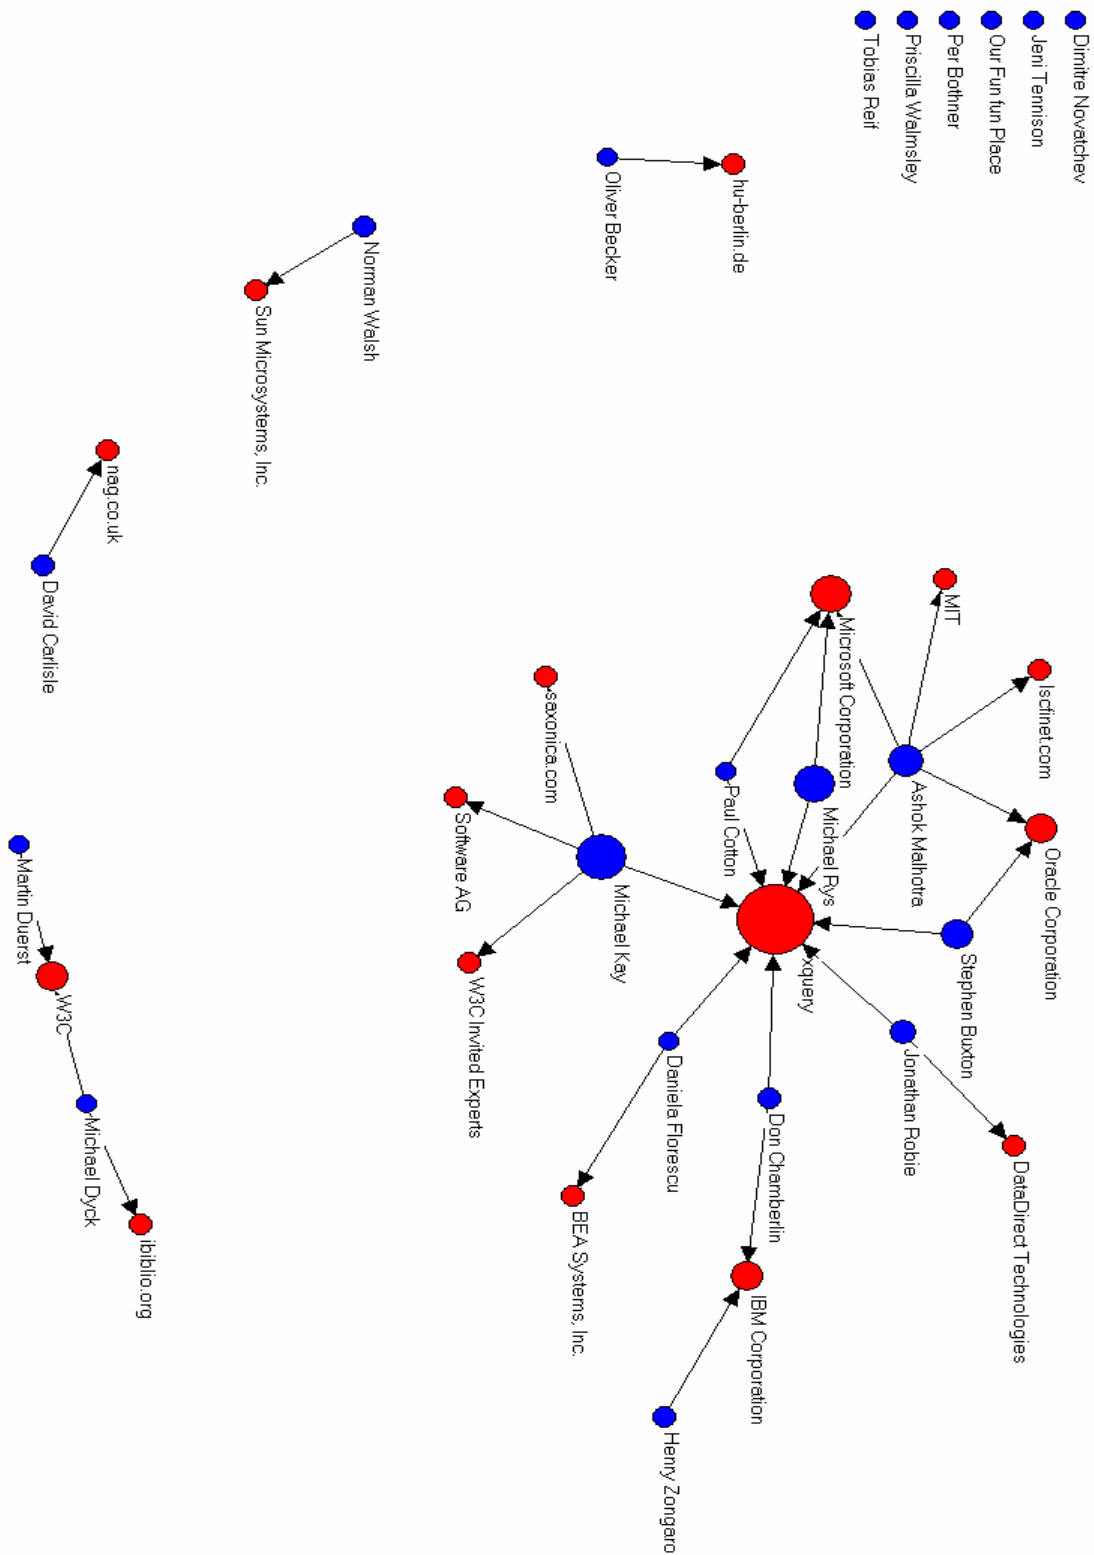 Dimitre Novatchev
Jeni Tennison
Our Fun fun Place
Per Bothner
Priscilla Walmsley
Tobias Reif
hu-berlin.de
Oliver Becker
Norman Walsh
Sun Microsystems, Inc.
nag.co.uk
David Carlisle
MIT
lscfinet.com
Microsoft Corporation
Ashok Malhotra
Oracle Corporation
Michael Rys
Paul Cotton
saxonica.com
Software AG
Michael Kay
xquery
Stephen Buxton
W3C Invited Experts
Jonathan Robie
Daniela Florescu
Don Chamberlin
DataDirect Technologies
BEA Systems, Inc.
IBM Corporation
Henry Zongaro
Martin Duerst
W3C
Michael Dyck
ibiblio.org